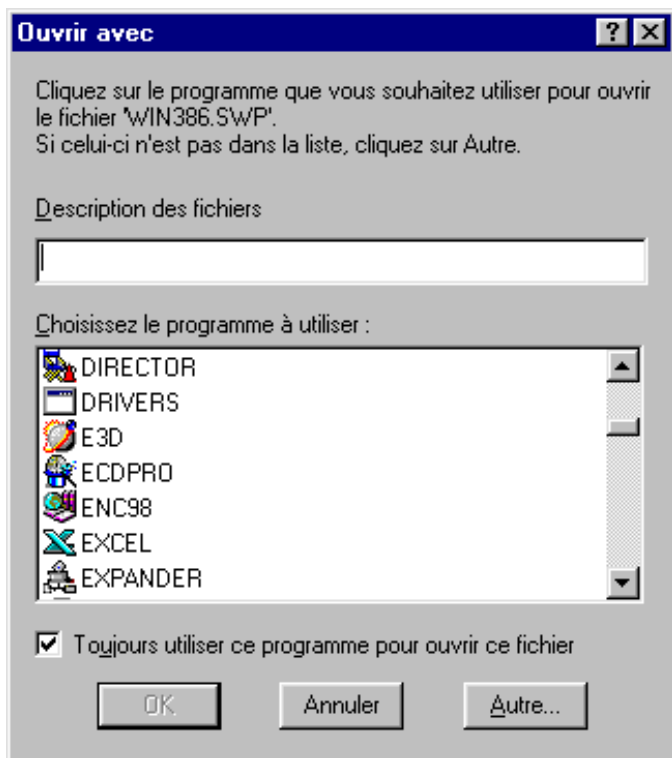 Ouvrir avec
Cliquez sur le programme que vous souhaitez utiliser pour ouvrir
le fichier 'WIN386.SWP'.
Si celui-ci n'est pas dans la liste, cliquez sur Autre.
Description des fichiers
Choisissez le programme à utiliser :
DIRECTOR
DRIVERS
E3D
ECDPRO
ENC98
EXCEL
EXPANDER
Toujours utiliser ce programme pour ouvrir ce fichier
OK Annuler Autre...